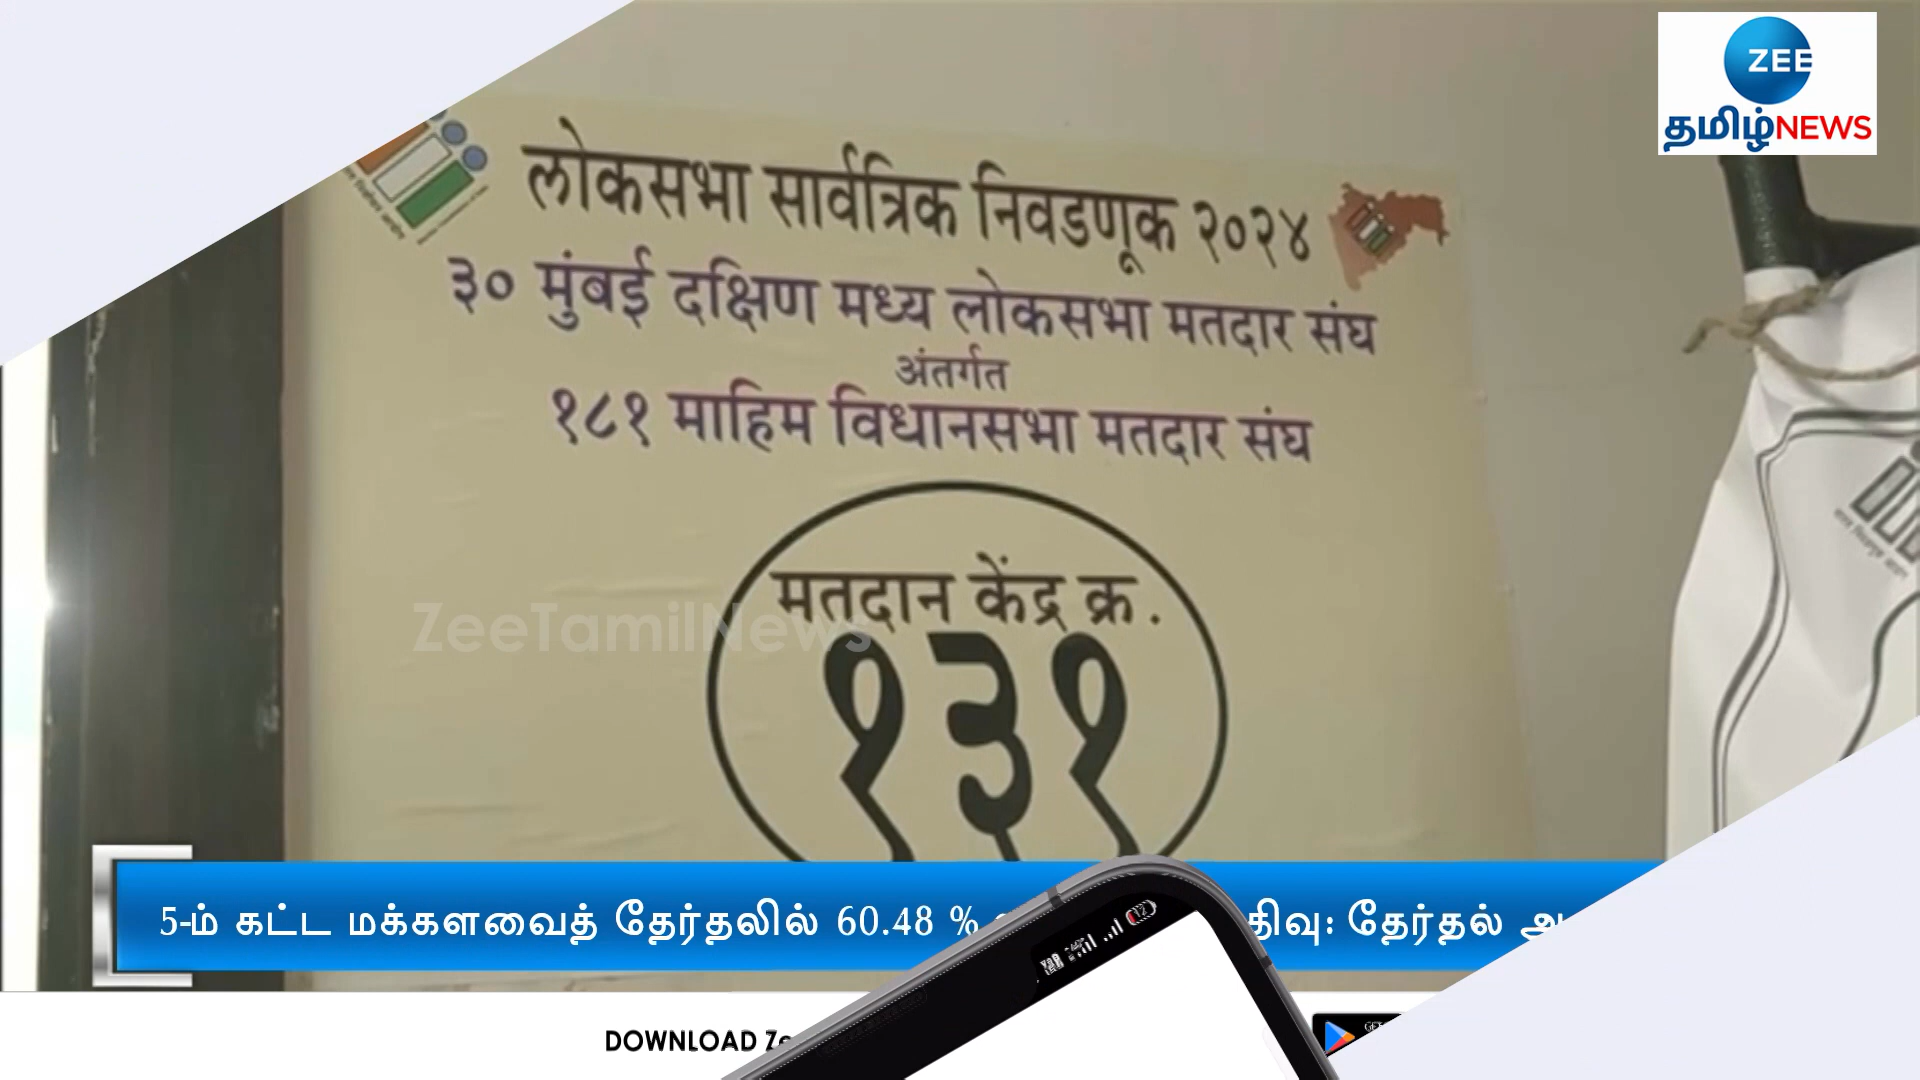 ZEE
தமிழ்NEWS
लोकसभा सार्वत्रिक निवडणूक २०२४
३० मुंबई दक्षिण मध्य लोकसभा मतदार संघ
अंतर्गत
१८१ माहिम विधानसभा मतदार संघ
मतदान केंद्र क्र.
१३१
ZeeTamilNews
5-ம் கட்ட மக்களவைத் தேர்தலில் 60.48 % தேர்தல்
DOWNLOAD